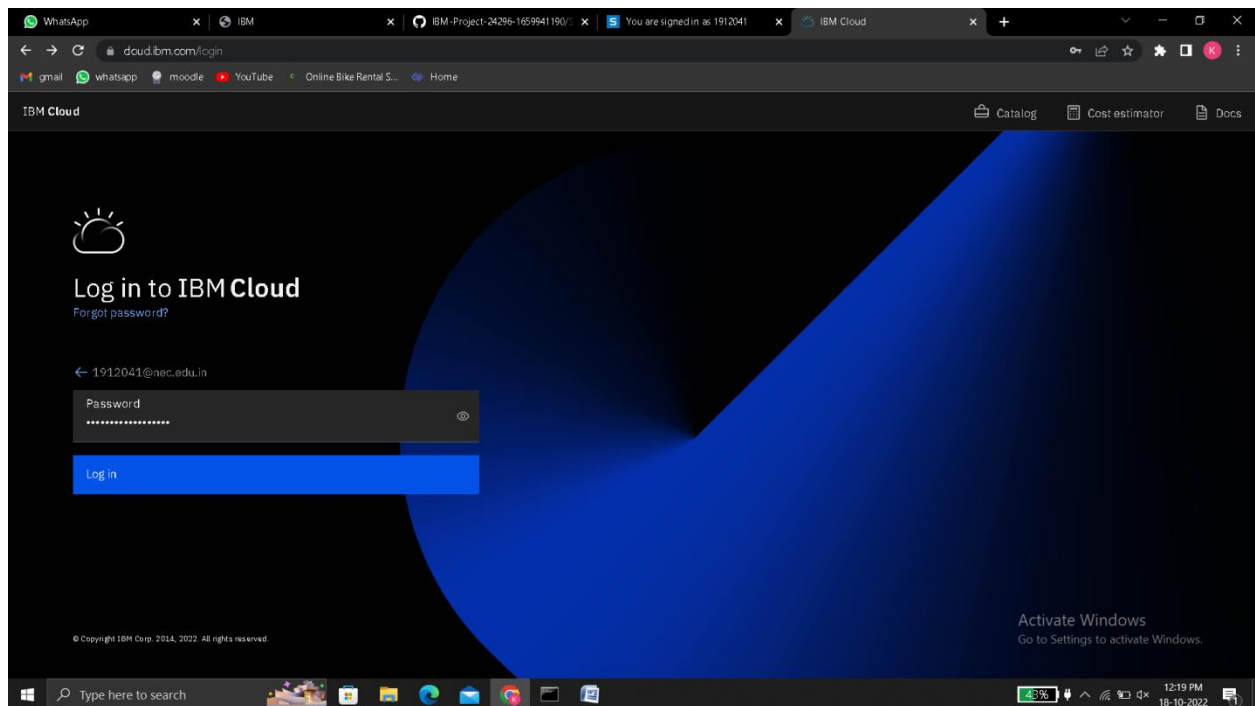 WhatsApp
IBM
IBM-Project-24296-1659941190/S
You are signed in as 1912041
IBM Cloud
cloud.ibm.com/login
K
gmail
whatsapp
moodle
YouTube
Online Bike Rental S...
Home
IBM Cloud
Catalog
Cost estimator
Docs
Log in to IBM Cloud
Forgot password?
← 1912041@nec.edu.in
Password
••••••••••••••••••
Log in
Activate Windows
Go to Settings to activate Windows.
© Copyright IBM Corp. 2014, 2022. All rights reserved.
Type here to search
43%
12:19 PM
18-10-2022
1